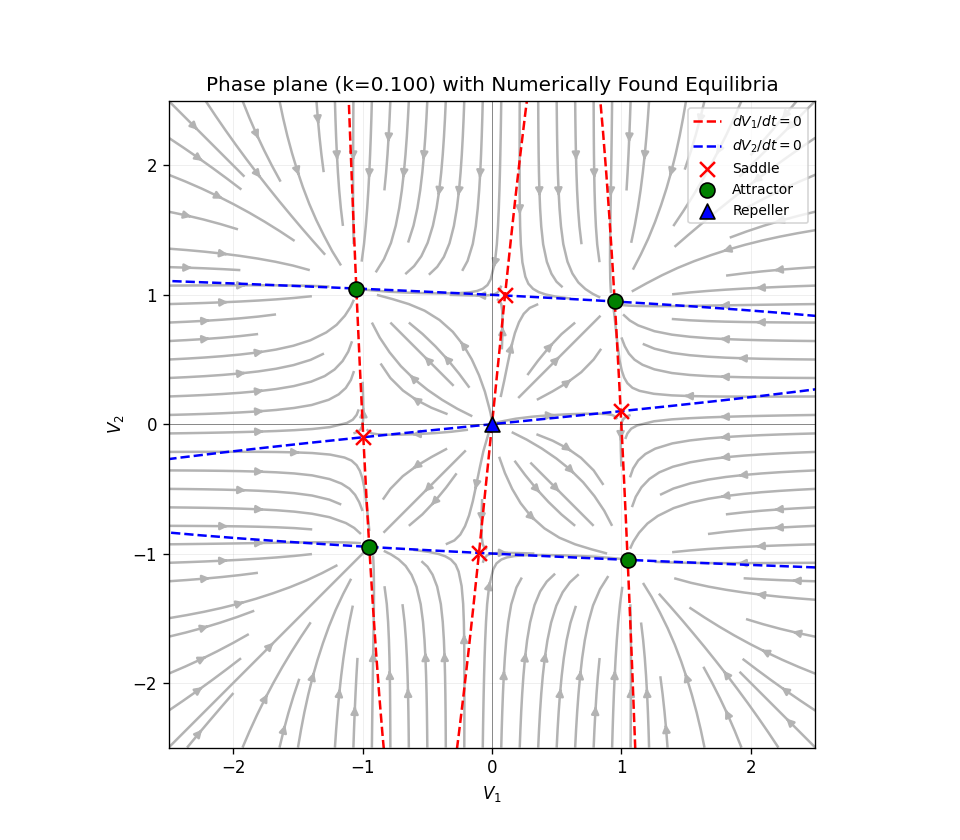 Phase plane (k=0.100) with Numerically Found Equilibria
dV₁/dt = 0
dV₂/dt = 0
Saddle
Attractor
Repeller
V₂
2
1
0
−1
−2
−2 −1 0 1 2
V₁